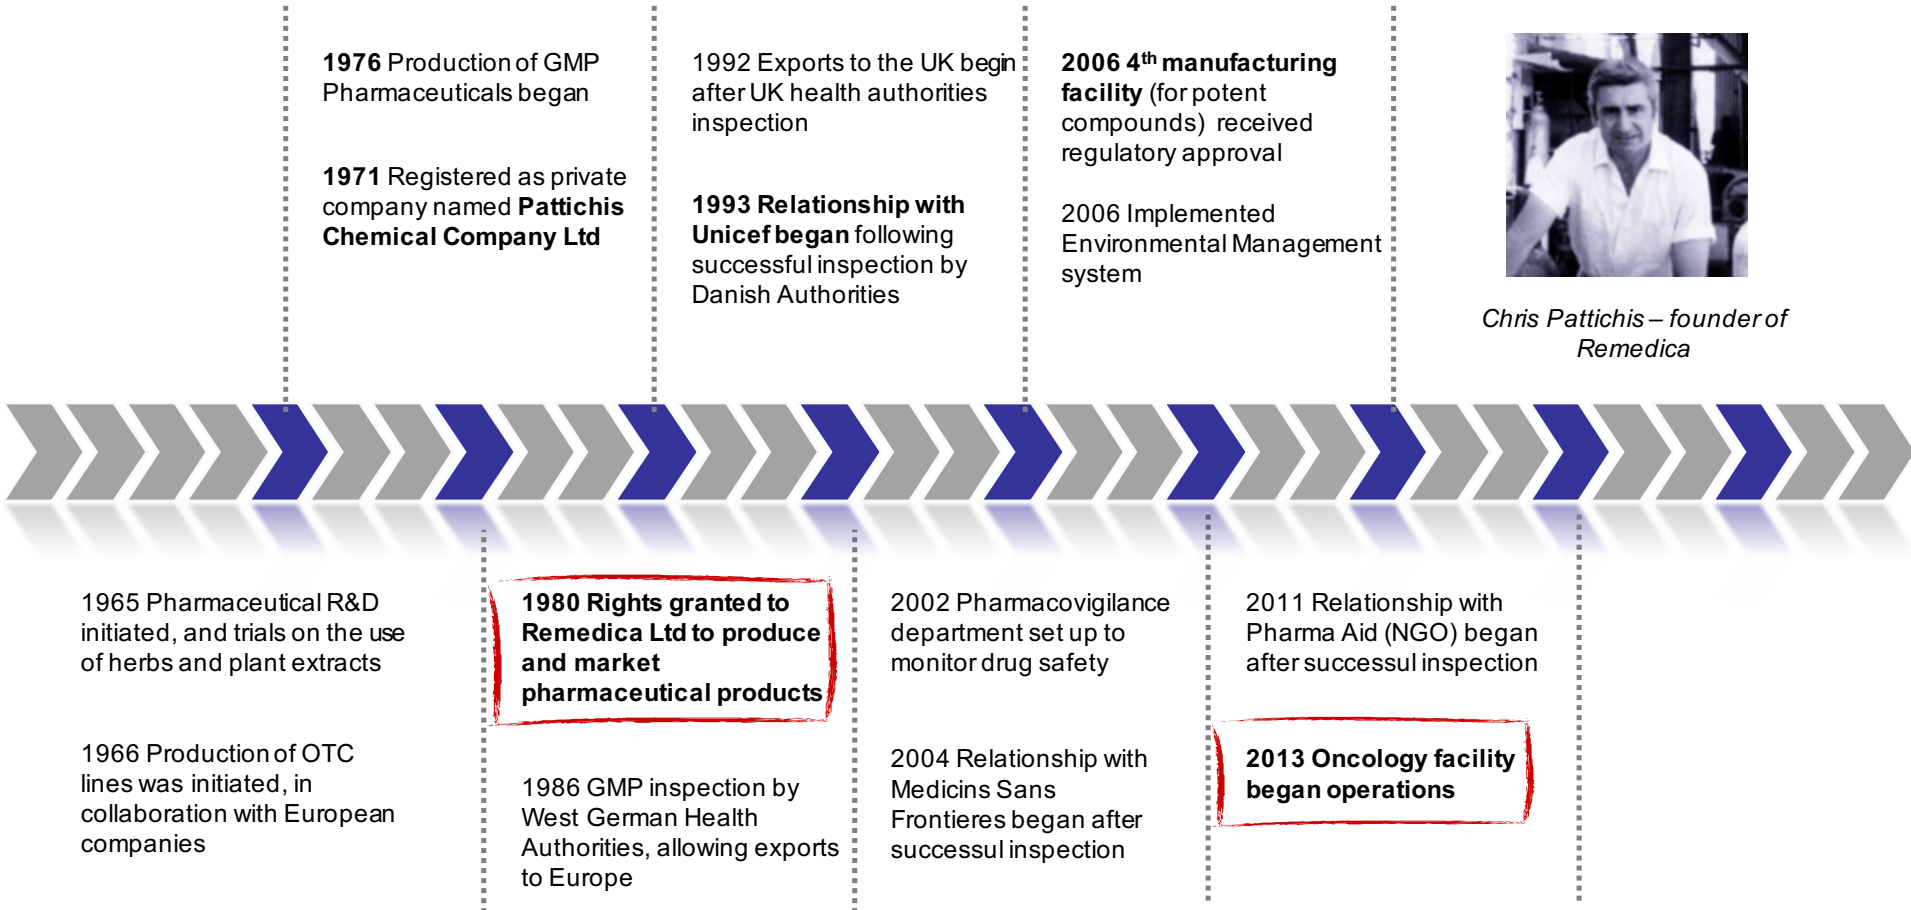 1976 Production of GMP
Pharmaceuticals began
1971 Registered as private
company named Pattichis
Chemical Company Ltd
1992 Exports to the UK begin
after UK health authorities
inspection
1993 Relationship with
Unicef began following
successful inspection by
Danish Authorities
2006 4th manufacturing
facility (for potent
compounds) received
regulatory approval
2006 Implemented
Environmental Management
system
Chris Pattichis – founder of
Remedica
1965 Pharmaceutical R&D
initiated, and trials on the use
of herbs and plant extracts
1966 Production of OTC
lines was initiated, in
collaboration with European
companies
1980 Rights granted to
Remedica Ltd to produce
and market
pharmaceutical products
1986 GMP inspection by
West German Health
Authorities, allowing exports
to Europe
2002 Pharmacovigilance
department set up to
monitor drug safety
2004 Relationship with
Medicins Sans
Frontieres began after
successul inspection
2011 Relationship with
Pharma Aid (NGO) began
after successul inspection
2013 Oncology facility
began operations